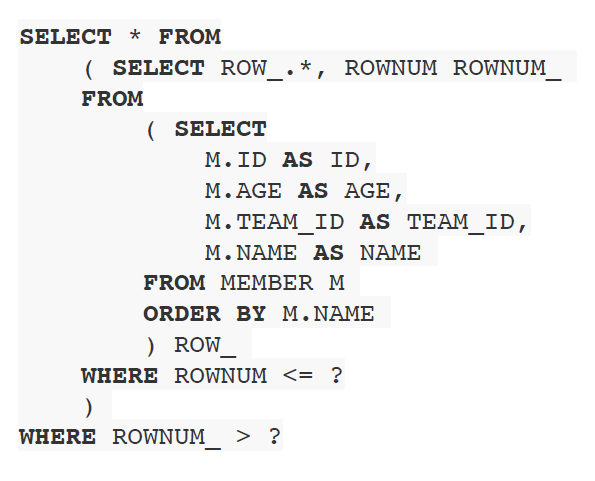 SELECT * FROM
( SELECT ROW_.*, ROWNUM ROWNUM_
FROM
( SELECT
M.ID AS ID,
M.AGE AS AGE,
M.TEAM_ID AS TEAM_ID,
M.NAME AS NAME
FROM MEMBER M
ORDER BY M.NAME
) ROW_
WHERE ROWNUM <= ?
)
WHERE ROWNUM_ > ?